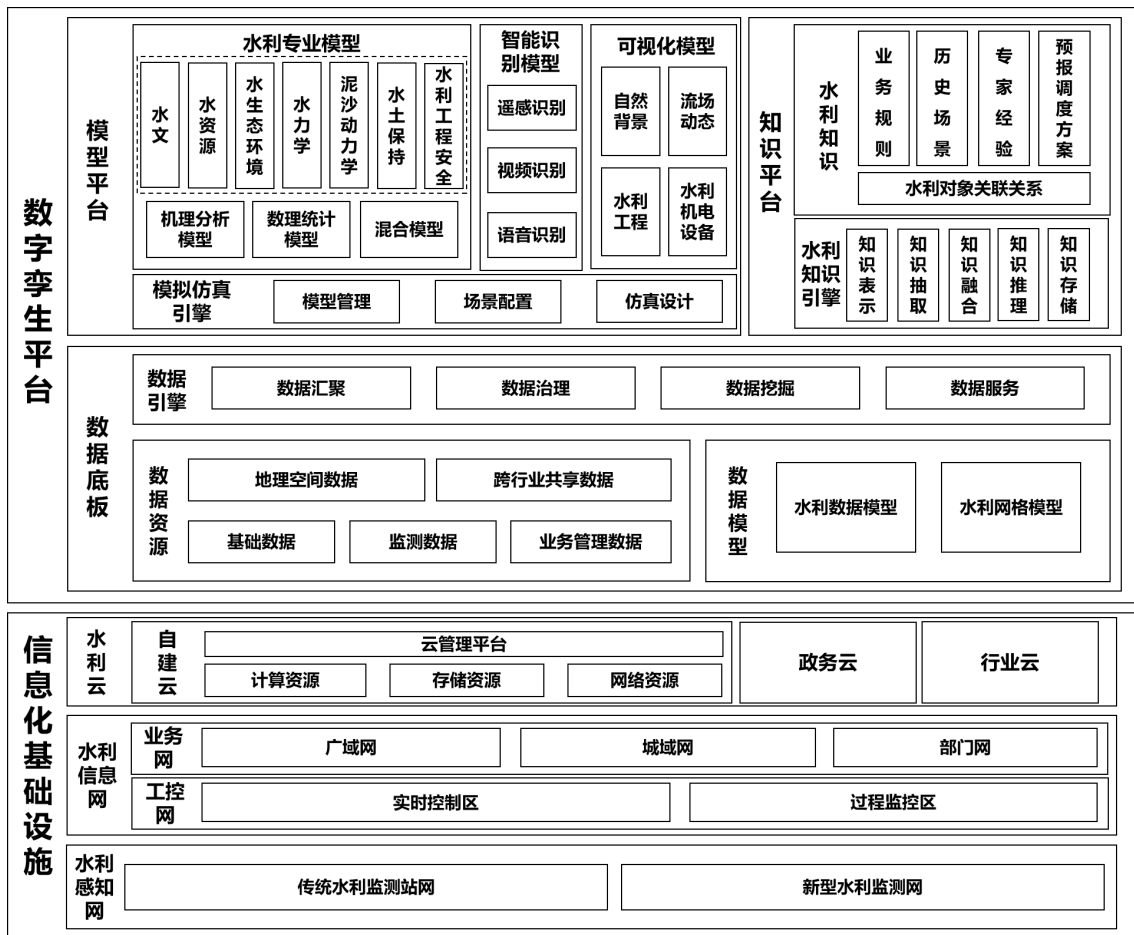 数字孪生平台
模型平台
水利专业模型
水文
水资源
水生态环境
水力学
泥沙动力学
水土保持
水利工程安全
机理分析
模型
数理统计
模型
混合模型
智能识
别模型
遥感识别
视频识别
语音识别
可视化模型
自然
背景
流场
动态
水利
工程
水利
机电
设备
模拟仿真
引擎
模型管理
场景配置
仿真设计
知识平台
水利知识
业务规则
历史场景
专家经验
预报调度方案
水利对象关联关系
水利
知识
引擎
知识表示
知识抽取
知识融合
知识推理
知识存储
数据底板
数据
引擎
数据汇聚
数据治理
数据挖掘
数据服务
数据资源
地理空间数据
跨行业共享数据
基础数据
监测数据
业务管理数据
数据模型
水利数据模型
水利网格模型
信息化基础设施
水利云
自建云
云管理平台
计算资源
存储资源
网络资源
政务云
行业云
水利
信息
网
业务
网
广域网
城域网
部门网
工控
网
实时控制区
过程监控区
水利
感知
网
传统水利监测站网
新型水利监测网